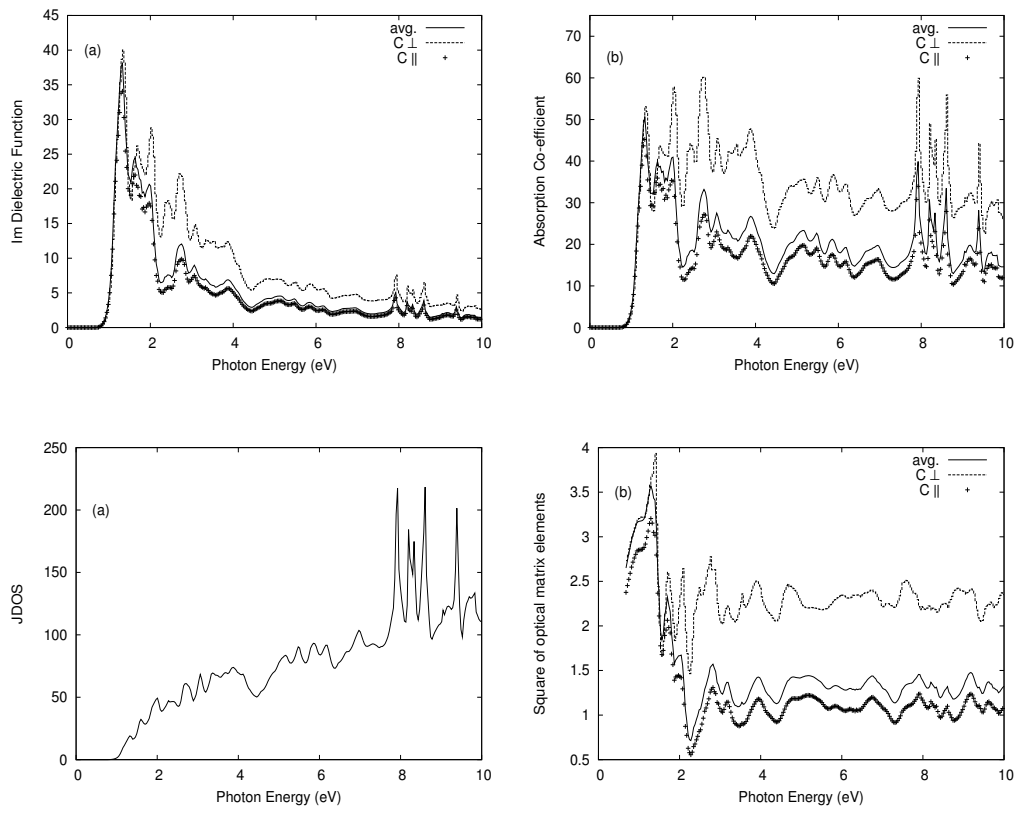 45
40
35
30
25
20
15
10
5
0
Im Dielectric Function
(a)
avg.
C ⊥
C ∥
0 2 4 6 8 10
Photon Energy (eV)
70
60
50
40
30
20
10
0
Absorption Co-efficient
(b)
avg.
C ⊥
C ∥
0 2 4 6 8 10
Photon Energy (eV)
250
200
150
100
50
0
JDOS
(a)
0 2 4 6 8 10
Photon Energy (eV)
4
3.5
3
2.5
2
1.5
1
0.5
Square of optical matrix elements
(b)
avg.
C ⊥
C ∥
0 2 4 6 8 10
Photon Energy (eV)